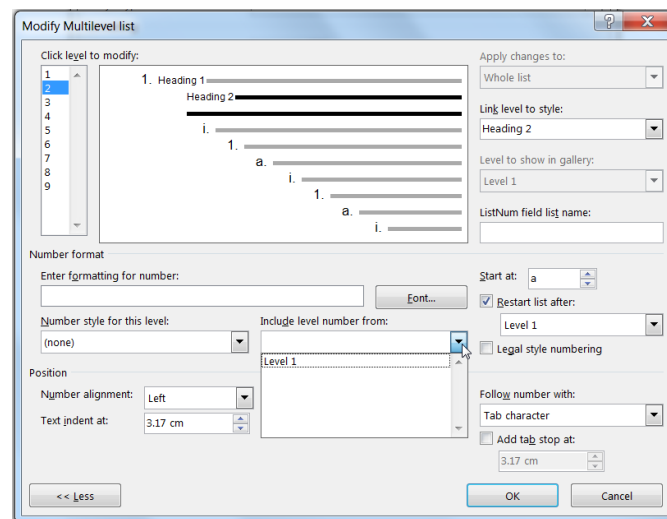 Modify Multilevel list
Click level to modify:
1
2
3
4
5
6
7
8
9
1. Heading 1
Heading 2
i.
1.
a.
i.
1.
a.
i.
Apply changes to:
Whole list
Link level to style:
Heading 2
Level to show in gallery:
Level 1
ListNum field list name:
Number format
Enter formatting for number:
Font...
Number style for this level:
(none)
Include level number from:
Level 1
Start at: a
Restart list after:
Level 1
Legal style numbering
Position
Number alignment: Left
Text indent at: 3.17 cm
Follow number with:
Tab character
Add tab stop at:
3.17 cm
<< Less
OK
Cancel